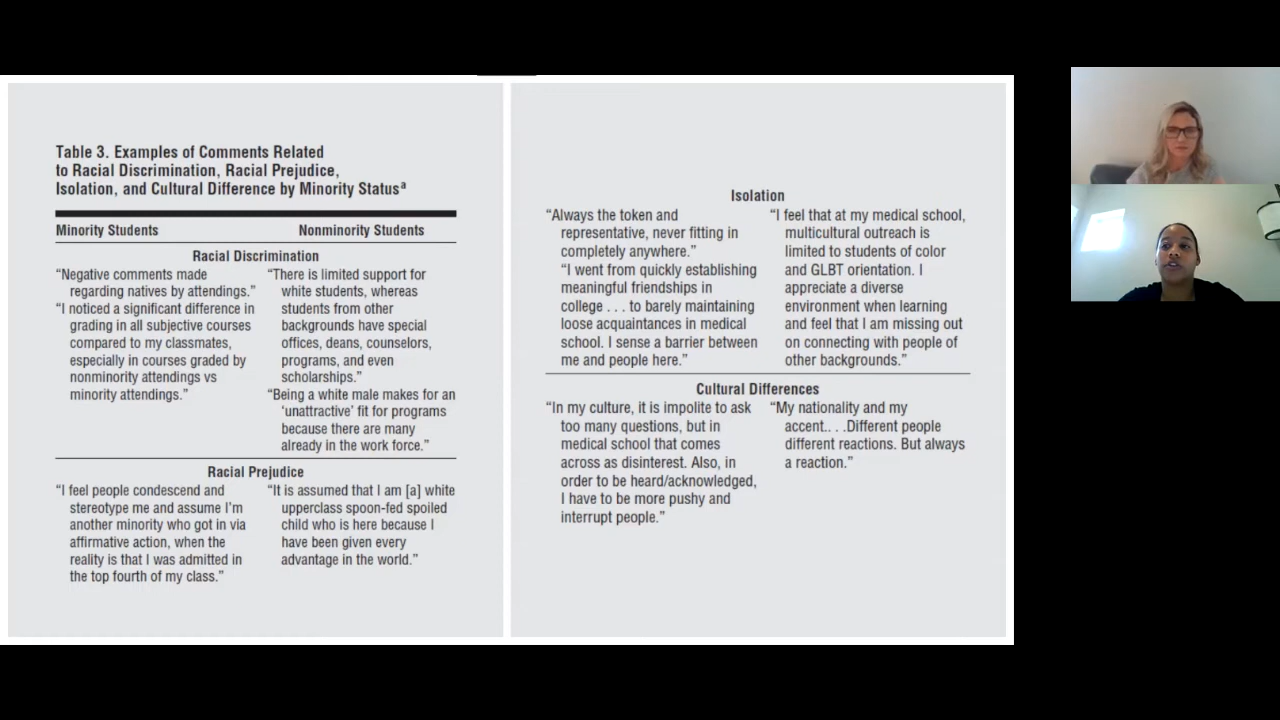 Table 3. Examples of Comments Related
to Racial Discrimination, Racial Prejudice,
Isolation, and Cultural Difference by Minority Statusa
Minority Students
Nonminority Students
Racial Discrimination
“Negative comments made
regarding natives by attendings.”
“I noticed a significant difference in
grading in all subjective courses
compared to my classmates,
especially in courses graded by
nonminority attendings vs
minority attendings.”
“There is limited support for
white students, whereas
students from other
backgrounds have special
offices, deans, counselors,
programs, and even
scholarships.”
“Being a white male makes for an
‘unattractive’ fit for programs
because there are many
already in the work force.”
Racial Prejudice
“I feel people condescend and
stereotype me and assume I’m
another minority who got in via
affirmative action, when the
reality is that I was admitted in
the top fourth of my class.”
“It is assumed that I am [a] white
upperclass spoon-fed spoiled
child who is here because I
have been given every
advantage in the world.”
Isolation
“Always the token and
representative, never fitting in
completely anywhere.”
“I went from quickly establishing
meaningful friendships in
college . . . to barely maintaining
loose acquaintances in medical
school. I sense a barrier between
me and people here.”
“I feel that at my medical school,
multicultural outreach is
limited to students of color
and GLBT orientation. I
appreciate a diverse
environment when learning
and feel that I am missing out
on connecting with people of
other backgrounds.”
Cultural Differences
“In my culture, it is impolite to ask
too many questions, but in
medical school that comes
across as disinterest. Also, in
order to be heard/acknowledged,
I have to be more pushy and
interrupt people.”
“My nationality and my
accent.. . .Different people
different reactions. But always
a reaction.”